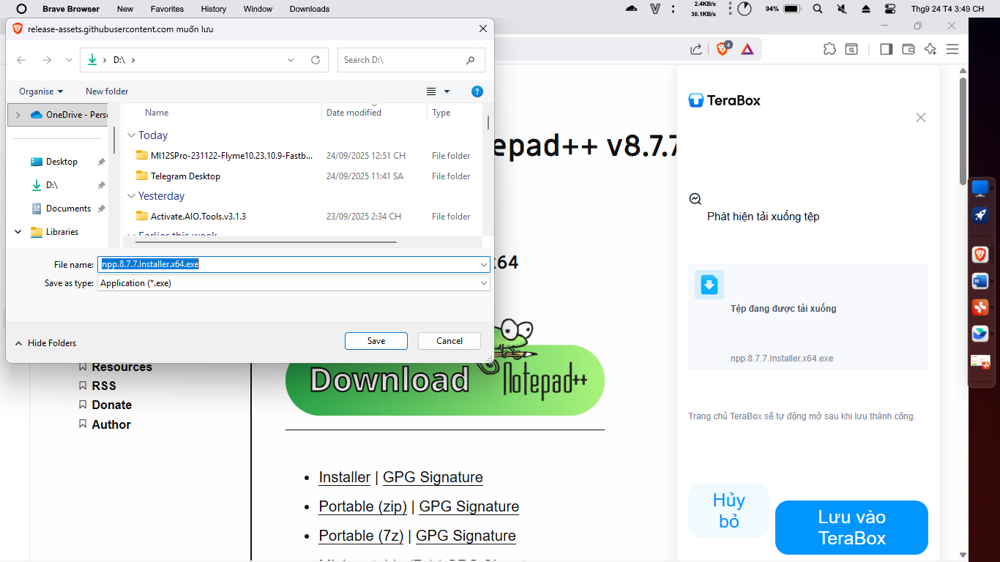 Brave Browser New Favorites History Window Downloads
2.4KB/s
30.1KB/s
CPU
94%
Thg9 24 T4 3:49 CH
release-assets.githubusercontent.com muốn lưu
D:\
Search D:\
Organise New folder
OneDrive - Perso
Desktop
D:\
Documents
Libraries
Name Date modified Type
Today
MI12SPro-231122-Flyme10.23.10.9-Fastb... 24/09/2025 12:51 CH File folder
Telegram Desktop 24/09/2025 11:41 SA File folder
Yesterday
Activate.AIO.Tools.v3.1.3 23/09/2025 2:34 CH File folder
Earlier this week
File name: npp.8.7.7.Installer.x64.exe
Save as type: Application (*.exe)
Hide Folders
Save Cancel
4
epad++ v8.7.7
x64
Resources
RSS
Donate
Author
Download Notepad++
Installer | GPG Signature
Portable (zip) | GPG Signature
Portable (7z) | GPG Signature
TeraBox
Phát hiện tải xuống tệp
Tệp đang được tải xuống
npp.8.7.7.Installer.x64.exe
Trang chủ TeraBox sẽ tự động mở sau khi lưu thành công.
Hủy
bỏ
Lưu vào
TeraBox